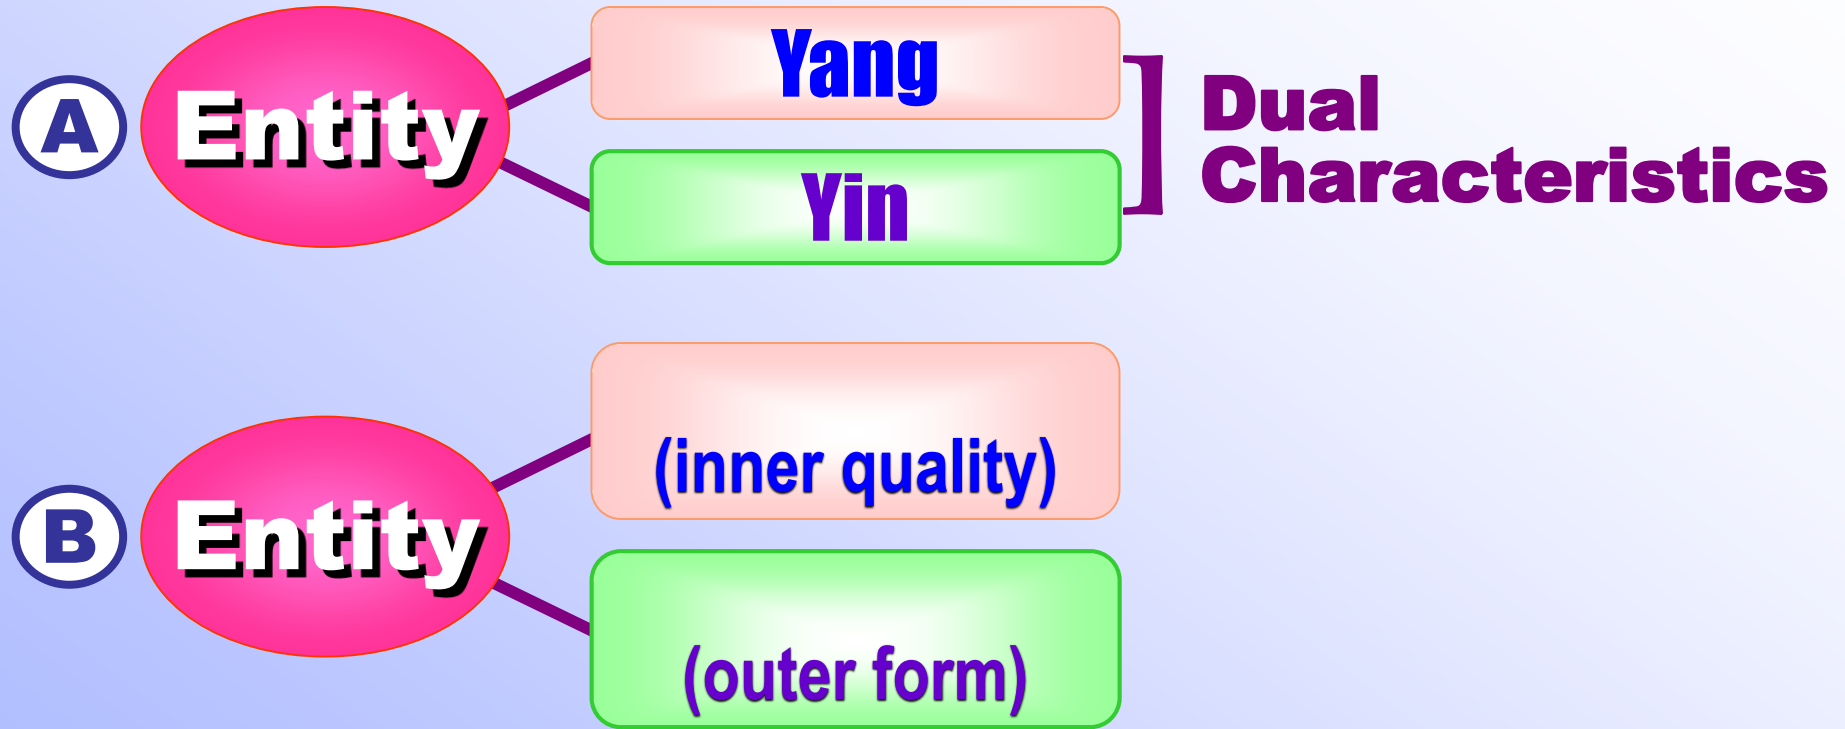 A
Entity
Yang
Yin
Dual
Characteristics
B
Entity
(inner quality)
(outer form)